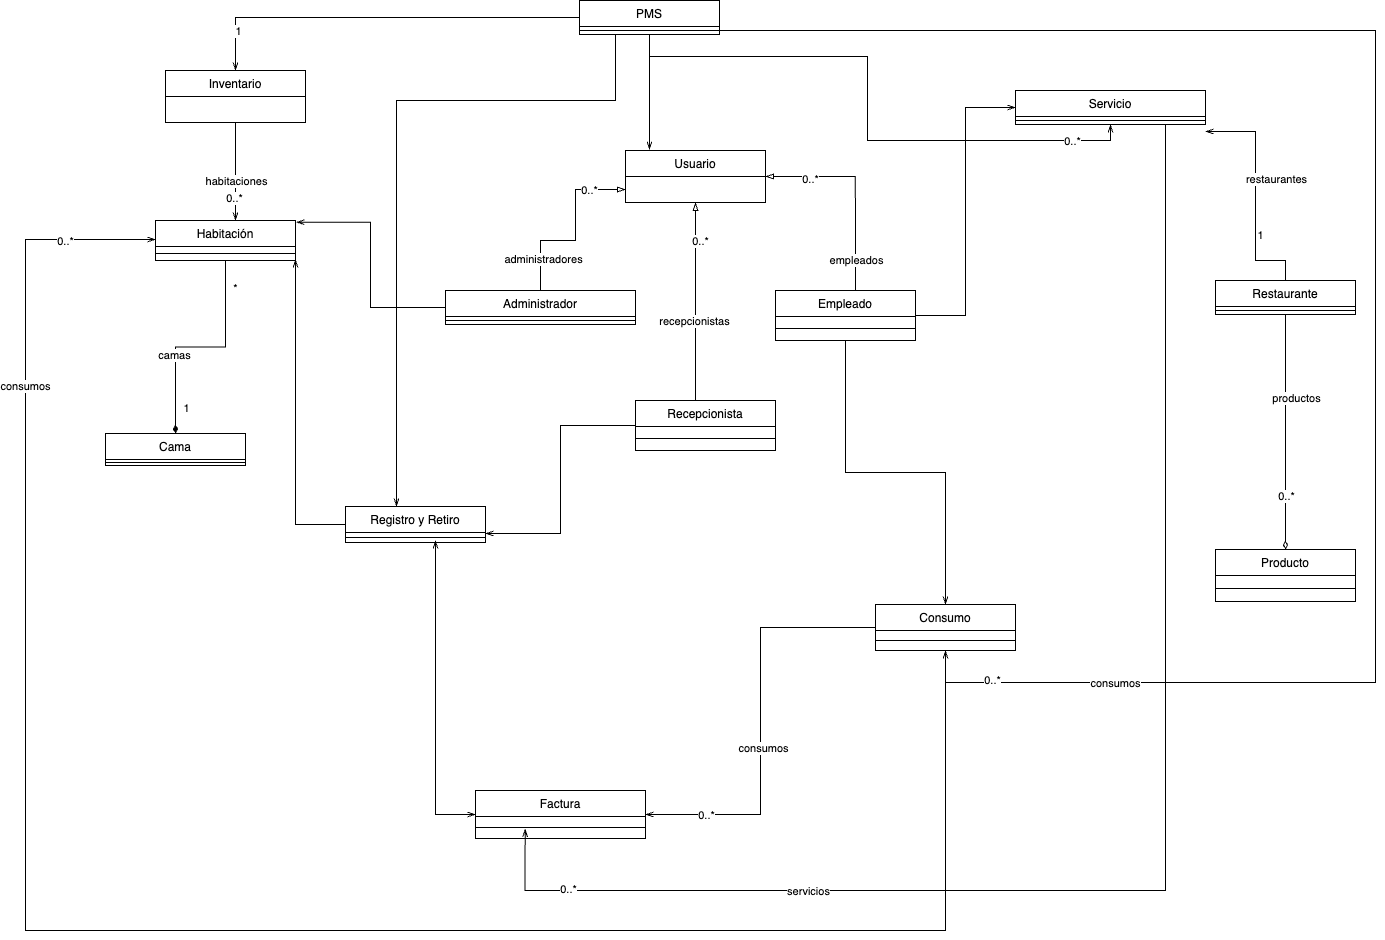 PMS
1
Inventario
Servicio
0..*
Usuario
habitaciones
0..*
0..*
0..*
restaurantes
Habitación
0..*
0..*
1
administradores
empleados
*
Administrador
Empleado
Restaurante
recepcionistas
camas
consumos
productos
1
Recepcionista
Cama
0..*
Registro y Retiro
Producto
Consumo
0..*
consumos
consumos
Factura
0..*
0..*
servicios